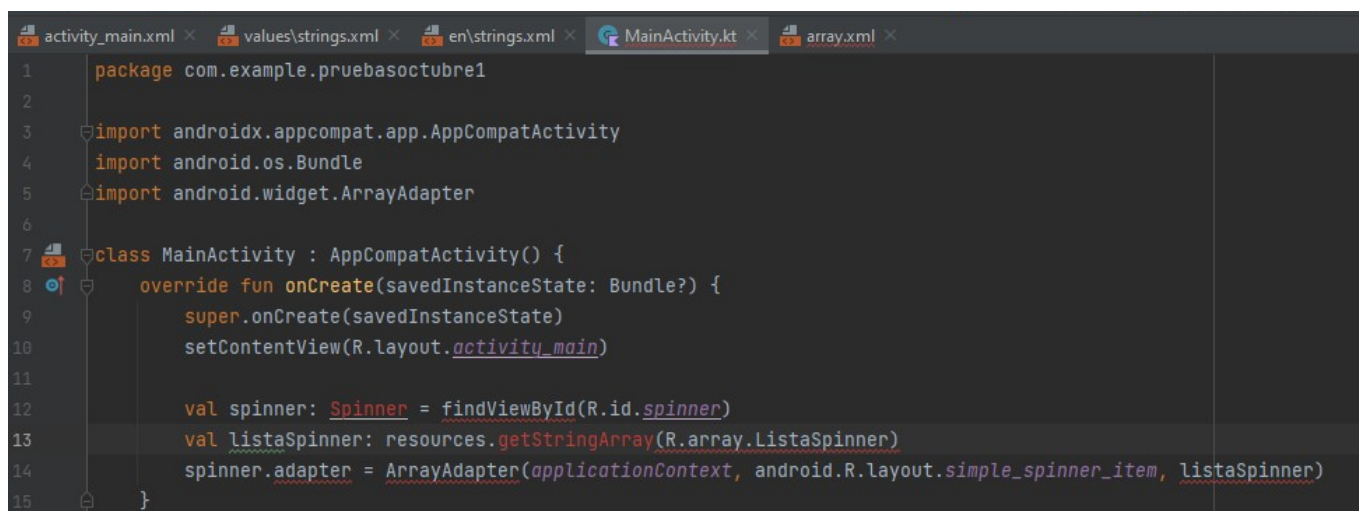 activity_main.xml × values\strings.xml × en\strings.xml × MainActivity.kt × array.xml ×
1 package com.example.pruebasoctubre1
2
3 import androidx.appcompat.app.AppCompatActivity
4 import android.os.Bundle
5 import android.widget.ArrayAdapter
6
7 class MainActivity : AppCompatActivity() {
8 override fun onCreate(savedInstanceState: Bundle?) {
9 super.onCreate(savedInstanceState)
10 setContentView(R.layout.activity_main)
11
12 val spinner: Spinner = findViewById(R.id.spinner)
13 val listaSpinner: resources.getStringArray(R.array.ListaSpinner)
14 spinner.adapter = ArrayAdapter(applicationContext, android.R.layout.simple_spinner_item, listaSpinner)
15 }